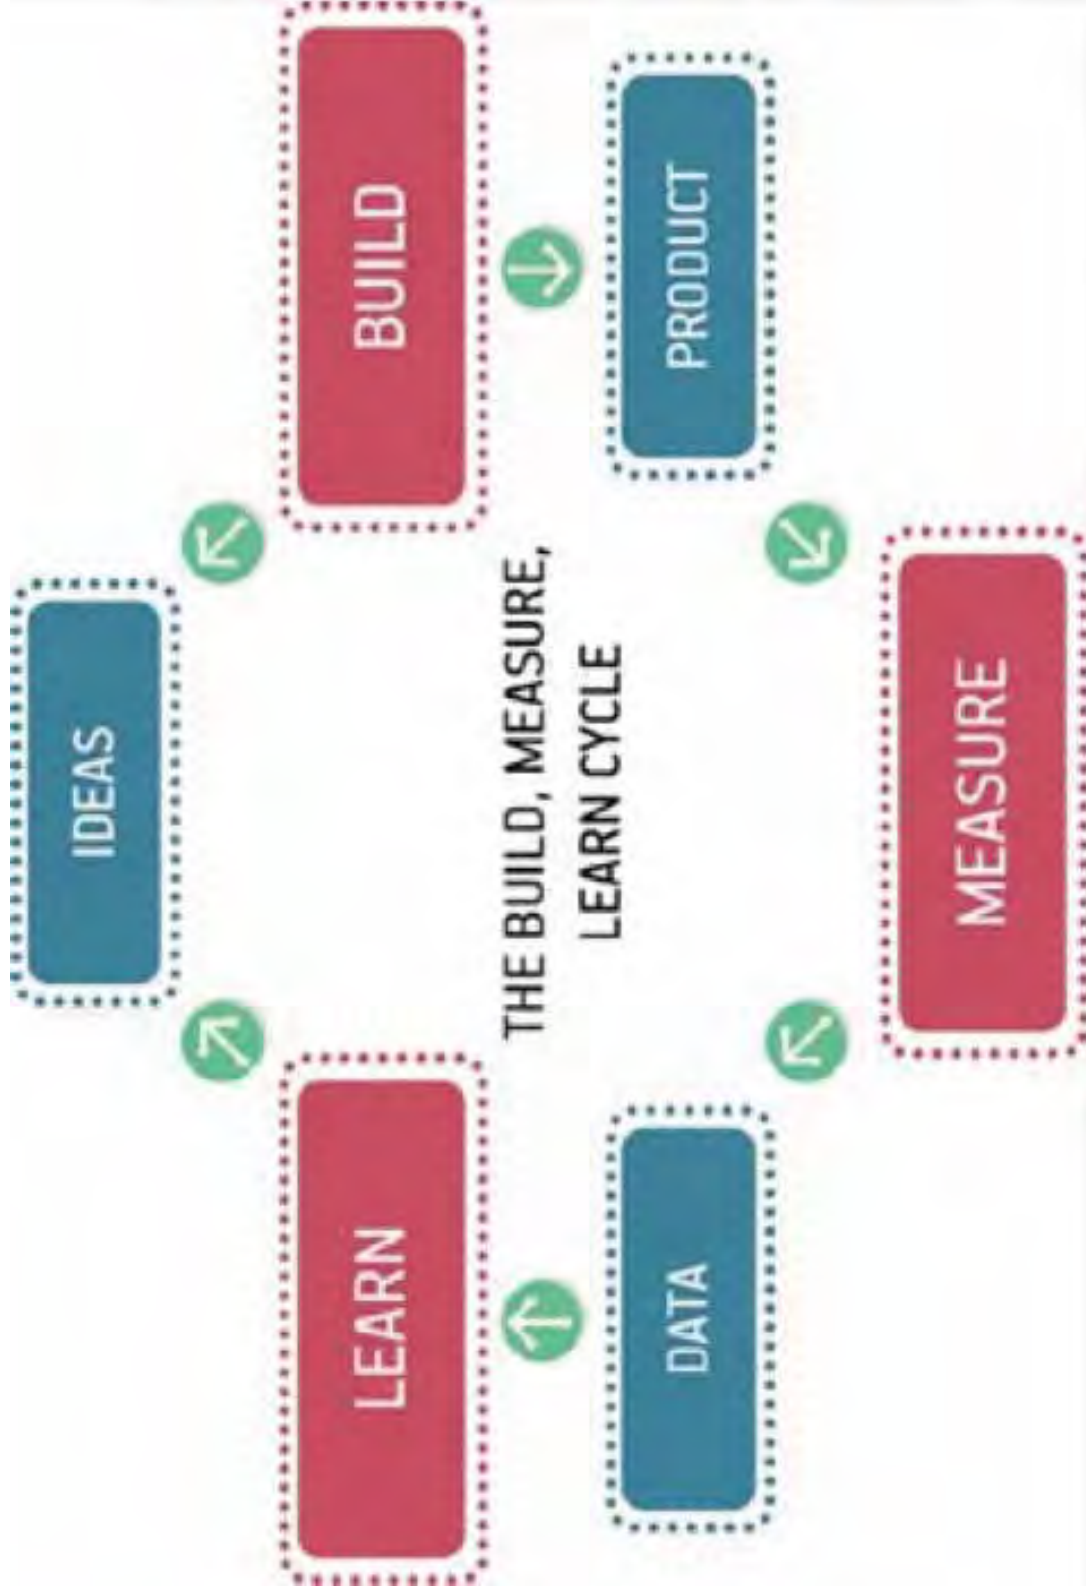 IDEAS
BUILD
PRODUCT
MEASURE
DATA
LEARN
THE BUILD, MEASURE,
LEARN CYCLE